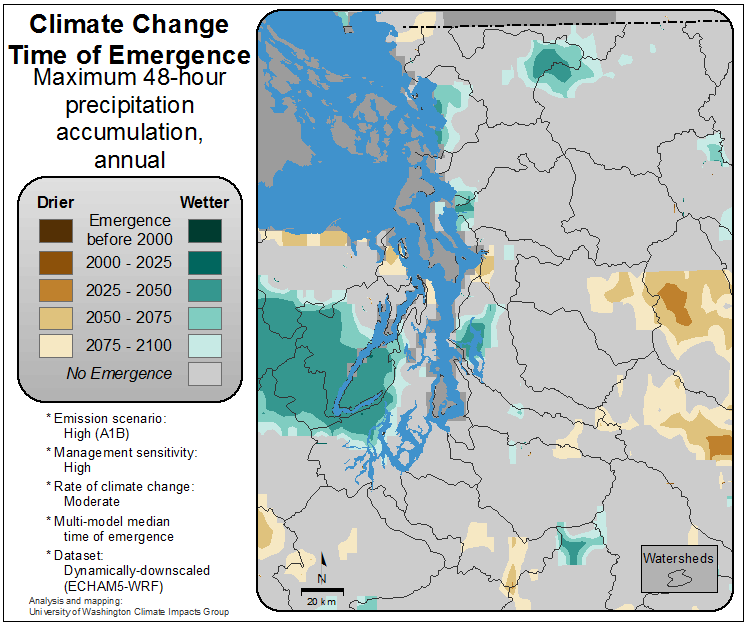 Climate Change
Time of Emergence
Maximum 48-hour
precipitation
accumulation,
annual
Drier Wetter
Emergence
before 2000
2000 - 2025
2025 - 2050
2050 - 2075
2075 - 2100
No Emergence
* Emission scenario:
High (A1B)
* Management sensitivity:
High
* Rate of climate change:
Moderate
* Multi-model median
time of emergence
* Dataset:
Dynamically-downscaled
(ECHAM5-WRF)
Analysis and mapping:
University of Washington Climate Impacts Group
N
20 km
Watersheds